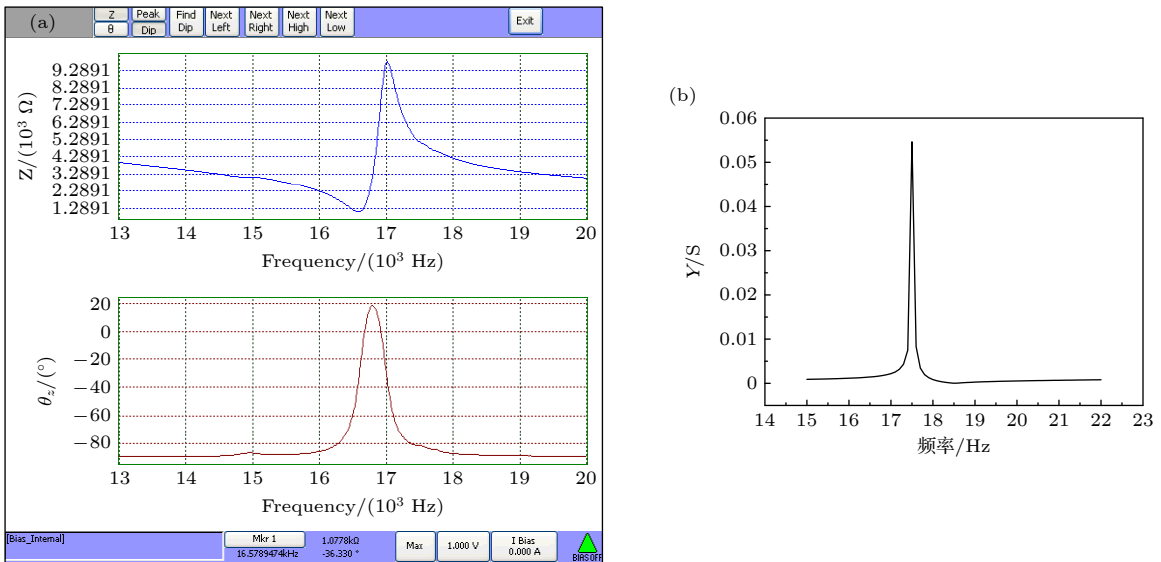 (a)
Z
θ
Peak
Dip
Find
Dip
Next
Left
Next
Right
Next
High
Next
Low
Exit
Z/(10³ Ω)
9.2891
8.2891
7.2891
6.2891
5.2891
4.2891
3.2891
2.2891
1.2891
13 14 15 16 17 18 19 20
Frequency/(10³ Hz)
θz/(°)
20
0
−20
−40
−60
−80
13 14 15 16 17 18 19 20
Frequency/(10³ Hz)
[Bias_Internal]
Mkr 1
16.5789474kHz
1.0778kΩ
-36.330 °
Max
1.000 V
I Bias
0.000 A
BIAS OFF
(b)
Y/S
0.06
0.05
0.04
0.03
0.02
0.01
0
14 15 16 17 18 19 20 21 22 23
频率/Hz